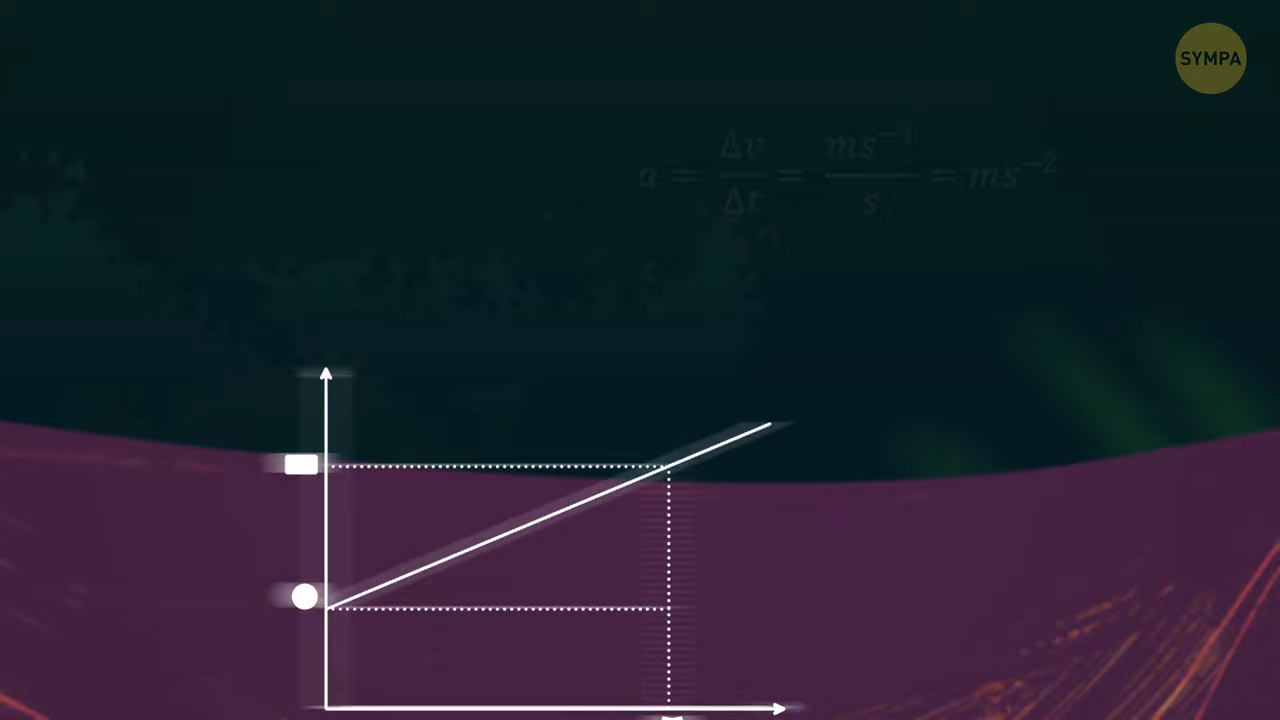 SYMPA
a = Δv/Δt = ms⁻¹/s = ms⁻²